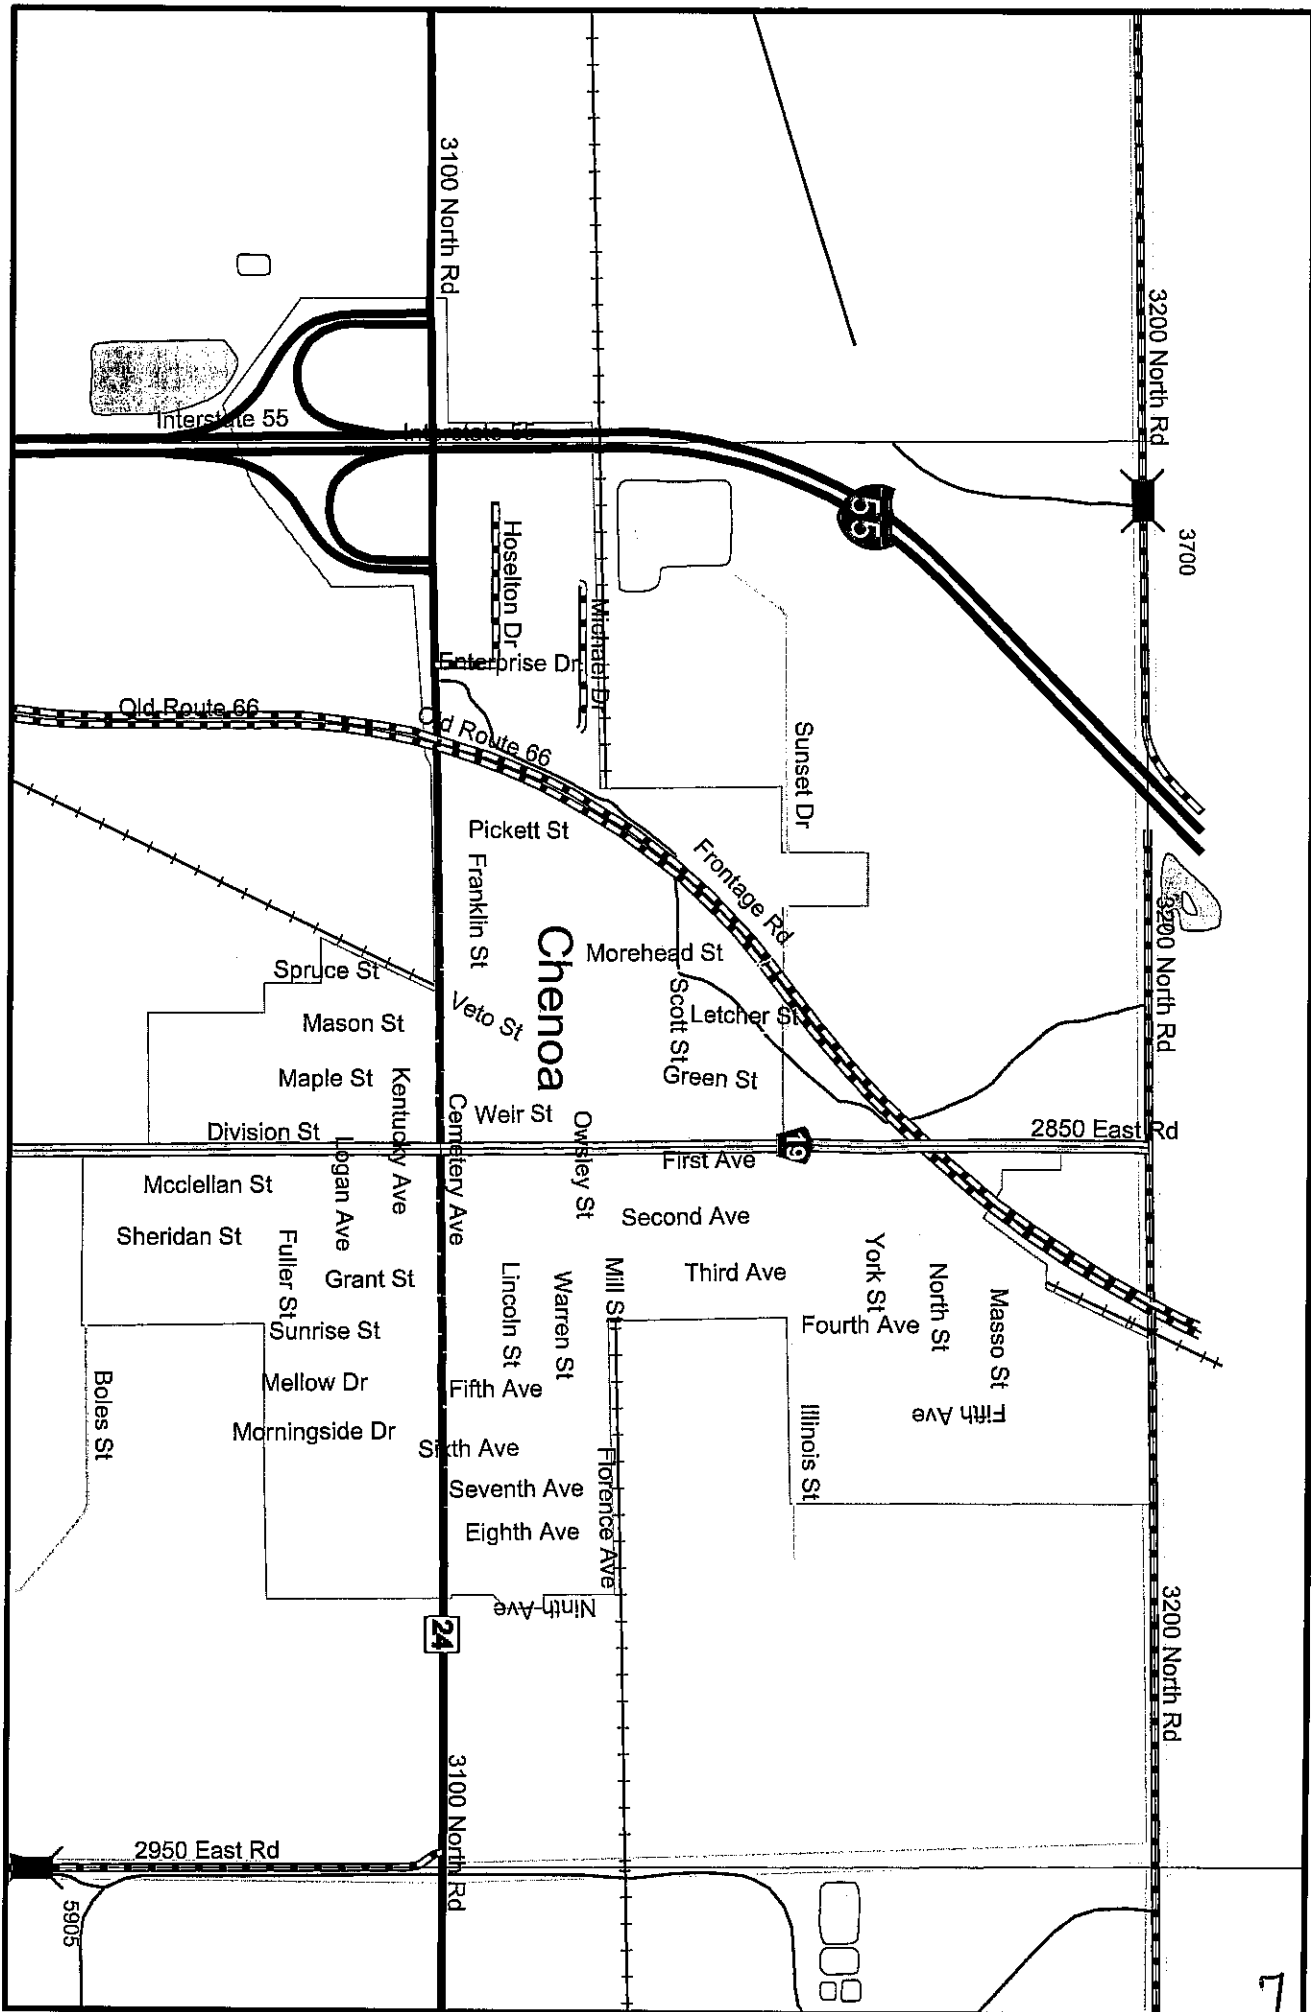 3200 North Rd
3700
3200 North Rd
2850 East Rd
3200 North Rd
55
Sunset Dr
Frontage Rd
Letcher St
Scott St
Morehead St
Green St
19
First Ave
Second Ave
Third Ave
York St
North St
Masso St
Fourth Ave
Fifth Ave
Illinois St
3100 North Rd
Interstate 55
Interstate 55
Hoselton Dr
Michael Dr
Enterprise Dr
Old Route 66
Old Route 66
Pickett St
Franklin St
Chenoa
Veto St
Weir St
Owsley St
Cemetery Ave
Mill St
Warren St
Lincoln St
Fifth Ave
Sixth Ave
Seventh Ave
Eighth Ave
Florence Ave
Ninth Ave
24
3100 North Rd
Spruce St
Mason St
Maple St
Kentucky Ave
Division St
Logan Ave
Mcclellan St
Sheridan St
Fuller St
Grant St
Sunrise St
Mellow Dr
Morningside Dr
Boles St
2950 East Rd
5905
7